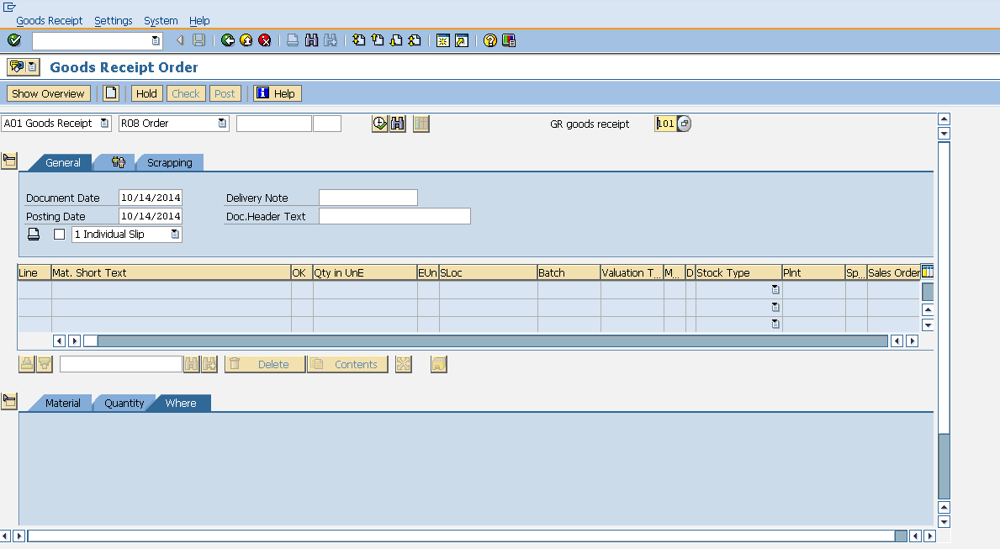 Goods Receipt Settings System Help
Goods Receipt Order
Show Overview Hold Check Post Help
A01 Goods Receipt R08 Order GR goods receipt 101
General Scrapping
Document Date 10/14/2014 Delivery Note
Posting Date 10/14/2014 Doc.Header Text
1 Individual Slip
Line Mat. Short Text OK Qty in UnE EUn SLoc Batch Valuation T... M... D Stock Type Plnt Sp... Sales Order
Delete Contents
Material Quantity Where